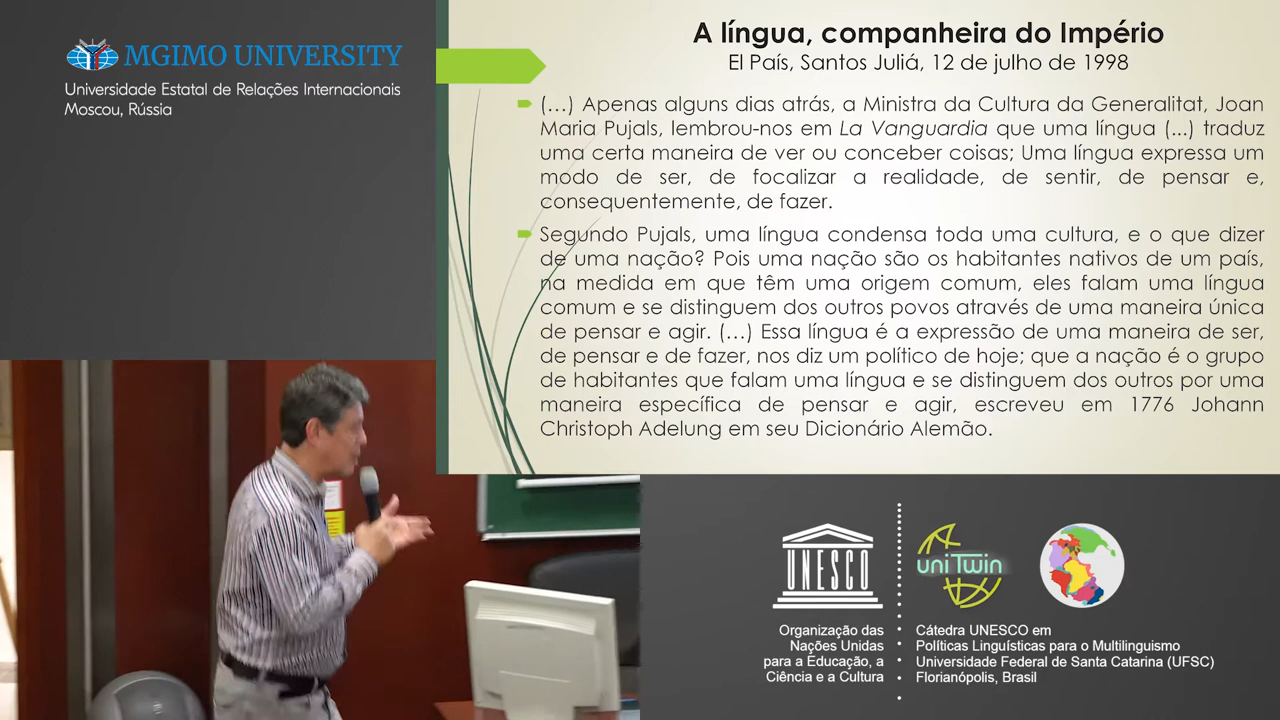 MGIMO UNIVERSITY
Universidade Estatal de Relações Internacionais
Moscou, Rússia
A língua, companheira do Império
El País, Santos Juliá, 12 de julho de 1998
(…) Apenas alguns dias atrás, a Ministra da Cultura da Generalitat, Joan
Maria Pujals, lembrou-nos em La Vanguardia que uma língua (...) traduz
uma certa maneira de ver ou conceber coisas; Uma língua expressa um
modo de ser, de focalizar a realidade, de sentir, de pensar e,
consequentemente, de fazer.
Segundo Pujals, uma língua condensa toda uma cultura, e o que dizer
de uma nação? Pois uma nação são os habitantes nativos de um país,
na medida em que têm uma origem comum, eles falam uma língua
comum e se distinguem dos outros povos através de uma maneira única
de pensar e agir. (…) Essa língua é a expressão de uma maneira de ser,
de pensar e de fazer, nos diz um político de hoje; que a nação é o grupo
de habitantes que falam uma língua e se distinguem dos outros por uma
maneira específica de pensar e agir, escreveu em 1776 Johann
Christoph Adelung em seu Dicionário Alemão.
UNESCO
Organização das
Nações Unidas
para a Educação, a
Ciência e a Cultura
uniTwin
Cátedra UNESCO em
Políticas Linguísticas para o Multilinguismo
Universidade Federal de Santa Catarina (UFSC)
Florianópolis, Brasil